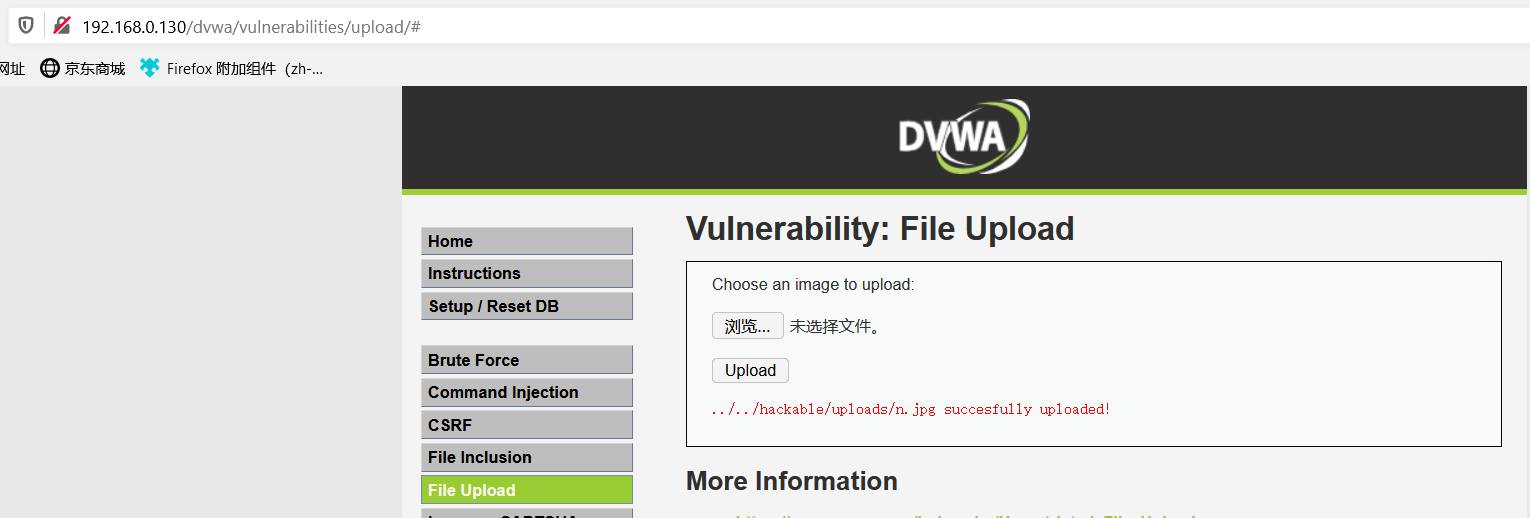 192.168.0.130/dvwa/vulnerabilities/upload/#
网址 京东商城 Firefox 附加组件（zh-...
DVWA
Vulnerability: File Upload
Home
Instructions
Setup / Reset DB
Brute Force
Command Injection
CSRF
File Inclusion
File Upload
Choose an image to upload:
浏览... 未选择文件。
Upload
../../hackable/uploads/n.jpg succesfully uploaded!
More Information